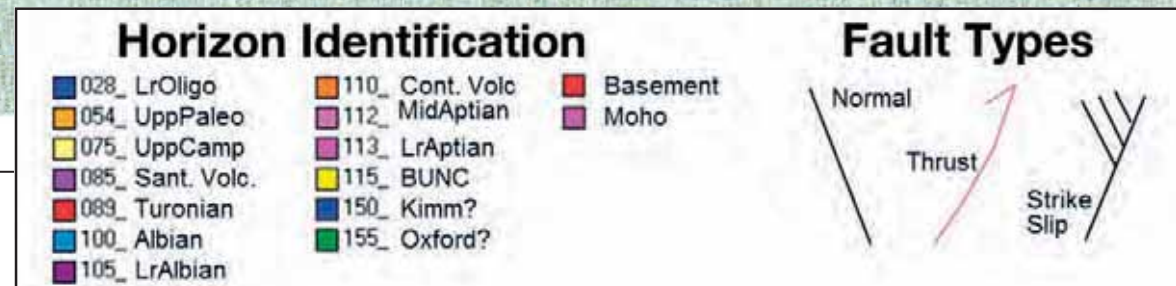 Horizon Identification
028_ LrOligo
054_ UppPaleo
075_ UppCamp
085_ Sant. Volc.
089_ Turonian
100_ Albian
105_ LrAlbian
110_ Cont. Volc
112_ MidAptian
113_ LrAptian
115_ BUNC
150_ Kimm?
155_ Oxford?
Basement
Moho
Fault Types
Normal
Thrust
Strike
Slip